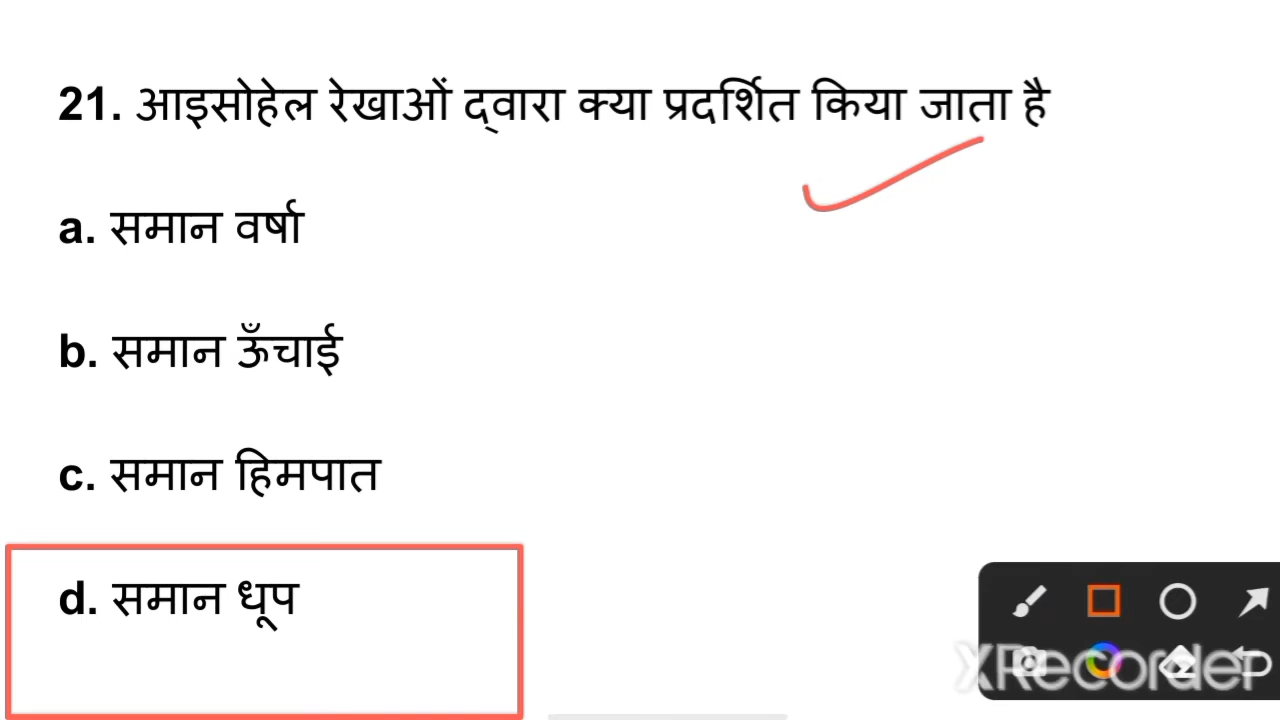 21. आइसोहेल रेखाओं द्वारा क्या प्रदर्शित किया जाता है
a. समान वर्षा
b. समान ऊँचाई
c. समान हिमपात
d. समान धूप
XRecorder